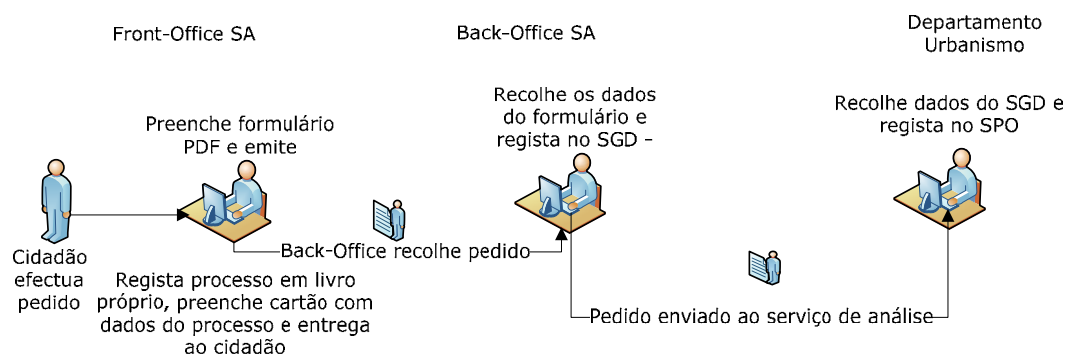 Front-Office SA
Back-Office SA
Departamento
Urbanismo
Preenche formulário
PDF e emite
Recolhe os dados
do formulário e
regista no SGD -
Recolhe dados do SGD e
regista no SPO
Cidadão
efectua
pedido
Back-Office recolhe pedido
Regista processo em livro
próprio, preenche cartão com
dados do processo e entrega
ao cidadão
Pedido enviado ao serviço de análise